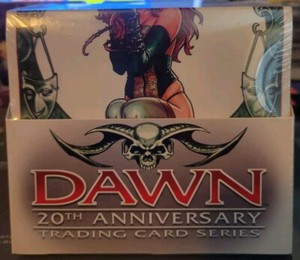 DAWN
20TH ANNIVERSARY
TRADING CARD SERIES